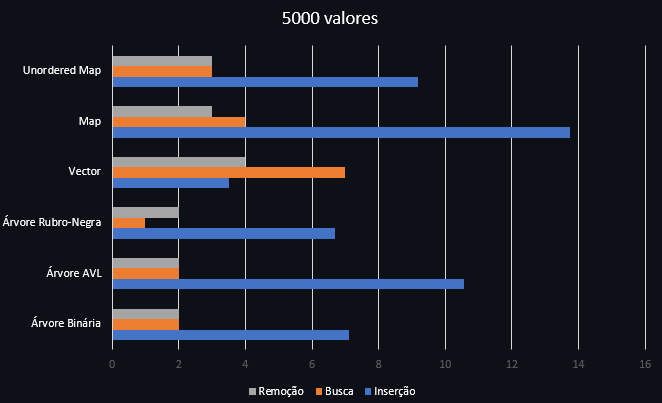 5000 valores
Unordered Map
Map
Vector
Árvore Rubro-Negra
Árvore AVL
Árvore Binária
0 2 4 6 8 10 12 14 16
Remoção Busca Inserção